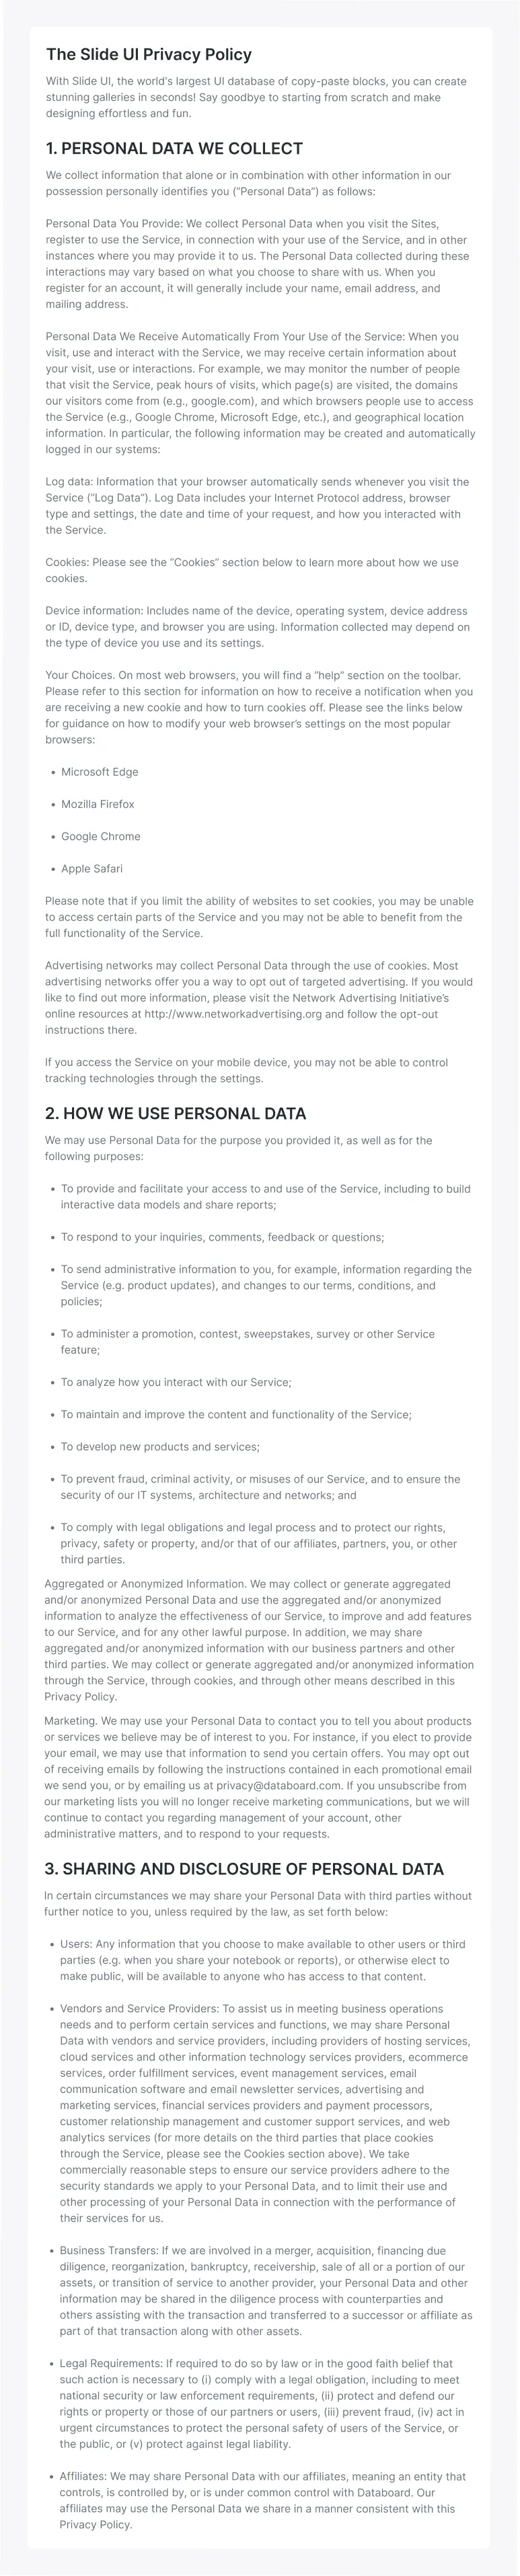 The Slide UI Privacy Policy
With Slide UI, the world's largest UI database of copy-paste blocks, you can create
stunning galleries in seconds! Say goodbye to starting from scratch and make
designing effortless and fun.
1. PERSONAL DATA WE COLLECT
We collect information that alone or in combination with other information in our
possession personally identifies you (“Personal Data”) as follows:
Personal Data You Provide: We collect Personal Data when you visit the Sites,
register to use the Service, in connection with your use of the Service, and in other
instances where you may provide it to us. The Personal Data collected during these
interactions may vary based on what you choose to share with us. When you
register for an account, it will generally include your name, email address, and
mailing address.
Personal Data We Receive Automatically From Your Use of the Service: When you
visit, use and interact with the Service, we may receive certain information about
your visit, use or interactions. For example, we may monitor the number of people
that visit the Service, peak hours of visits, which page(s) are visited, the domains
our visitors come from (e.g., google.com), and which browsers people use to access
the Service (e.g., Google Chrome, Microsoft Edge, etc.), and geographical location
information. In particular, the following information may be created and automatically
logged in our systems:
Log data: Information that your browser automatically sends whenever you visit the
Service (“Log Data”). Log Data includes your Internet Protocol address, browser
type and settings, the date and time of your request, and how you interacted with
the Service.
Cookies: Please see the “Cookies” section below to learn more about how we use
cookies.
Device information: Includes name of the device, operating system, device address
or ID, device type, and browser you are using. Information collected may depend on
the type of device you use and its settings.
Your Choices. On most web browsers, you will find a “help” section on the toolbar.
Please refer to this section for information on how to receive a notification when you
are receiving a new cookie and how to turn cookies off. Please see the links below
for guidance on how to modify your web browser’s settings on the most popular
browsers:
• Microsoft Edge
• Mozilla Firefox
• Google Chrome
• Apple Safari
Please note that if you limit the ability of websites to set cookies, you may be unable
to access certain parts of the Service and you may not be able to benefit from the
full functionality of the Service.
Advertising networks may collect Personal Data through the use of cookies. Most
advertising networks offer you a way to opt out of targeted advertising. If you would
like to find out more information, please visit the Network Advertising Initiative’s
online resources at http://www.networkadvertising.org and follow the opt-out
instructions there.
If you access the Service on your mobile device, you may not be able to control
tracking technologies through the settings.
2. HOW WE USE PERSONAL DATA
We may use Personal Data for the purpose you provided it, as well as for the
following purposes:
• To provide and facilitate your access to and use of the Service, including to build
interactive data models and share reports;
• To respond to your inquiries, comments, feedback or questions;
• To send administrative information to you, for example, information regarding the
Service (e.g. product updates), and changes to our terms, conditions, and
policies;
• To administer a promotion, contest, sweepstakes, survey or other Service
feature;
• To analyze how you interact with our Service;
• To maintain and improve the content and functionality of the Service;
• To develop new products and services;
• To prevent fraud, criminal activity, or misuses of our Service, and to ensure the
security of our IT systems, architecture and networks; and
• To comply with legal obligations and legal process and to protect our rights,
privacy, safety or property, and/or that of our affiliates, partners, you, or other
third parties.
Aggregated or Anonymized Information. We may collect or generate aggregated
and/or anonymized Personal Data and use the aggregated and/or anonymized
information to analyze the effectiveness of our Service, to improve and add features
to our Service, and for any other lawful purpose. In addition, we may share
aggregated and/or anonymized information with our business partners and other
third parties. We may collect or generate aggregated and/or anonymized information
through the Service, through cookies, and through other means described in this
Privacy Policy.
Marketing. We may use your Personal Data to contact you to tell you about products
or services we believe may be of interest to you. For instance, if you elect to provide
your email, we may use that information to send you certain offers. You may opt out
of receiving emails by following the instructions contained in each promotional email
we send you, or by emailing us at privacy@databoard.com. If you unsubscribe from
our marketing lists you will no longer receive marketing communications, but we will
continue to contact you regarding management of your account, other
administrative matters, and to respond to your requests.
3. SHARING AND DISCLOSURE OF PERSONAL DATA
In certain circumstances we may share your Personal Data with third parties without
further notice to you, unless required by the law, as set forth below:
• Users: Any information that you choose to make available to other users or third
parties (e.g. when you share your notebook or reports), or otherwise elect to
make public, will be available to anyone who has access to that content.
• Vendors and Service Providers: To assist us in meeting business operations
needs and to perform certain services and functions, we may share Personal
Data with vendors and service providers, including providers of hosting services,
cloud services and other information technology services providers, ecommerce
services, order fulfillment services, event management services, email
communication software and email newsletter services, advertising and
marketing services, financial services providers and payment processors,
customer relationship management and customer support services, and web
analytics services (for more details on the third parties that place cookies
through the Service, please see the Cookies section above). We take
commercially reasonable steps to ensure our service providers adhere to the
security standards we apply to your Personal Data, and to limit their use and
other processing of your Personal Data in connection with the performance of
their services for us.
• Business Transfers: If we are involved in a merger, acquisition, financing due
diligence, reorganization, bankruptcy, receivership, sale of all or a portion of our
assets, or transition of service to another provider, your Personal Data and other
information may be shared in the diligence process with counterparties and
others assisting with the transaction and transferred to a successor or affiliate as
part of that transaction along with other assets.
• Legal Requirements: If required to do so by law or in the good faith belief that
such action is necessary to (i) comply with a legal obligation, including to meet
national security or law enforcement requirements, (ii) protect and defend our
rights or property or those of our partners or users, (iii) prevent fraud, (iv) act in
urgent circumstances to protect the personal safety of users of the Service, or
the public, or (v) protect against legal liability.
• Affiliates: We may share Personal Data with our affiliates, meaning an entity that
controls, is controlled by, or is under common control with Databoard. Our
affiliates may use the Personal Data we share in a manner consistent with this
Privacy Policy.